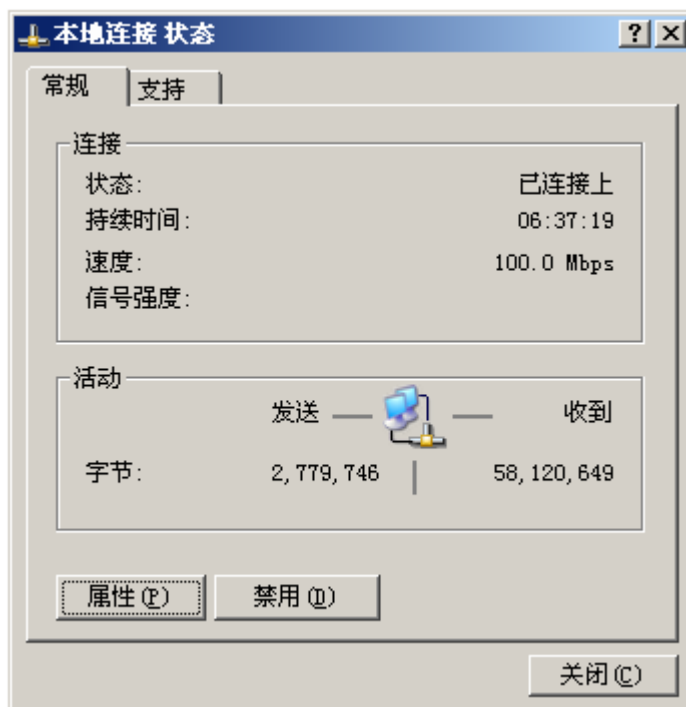 本地连接 状态
常规 支持
连接
状态: 已连接上
持续时间: 06:37:19
速度: 100.0 Mbps
信号强度:
活动
发送 收到
字节: 2,779,746 58,120,649
属性(P) 禁用(D)
关闭(C)